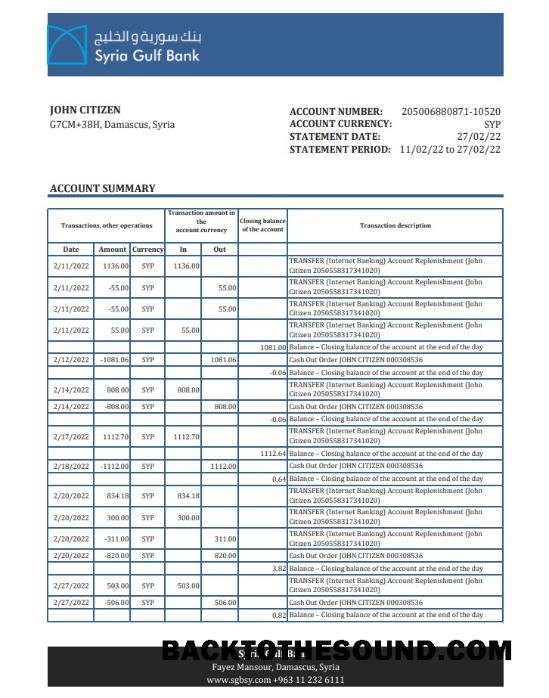 بنك سورية والخليج
Syria Gulf Bank
JOHN CITIZEN
G7CM+38H, Damascus, Syria
ACCOUNT NUMBER: 205006880871-10520
ACCOUNT CURRENCY: SYP
STATEMENT DATE: 27/02/22
STATEMENT PERIOD: 11/02/22 to 27/02/22
ACCOUNT SUMMARY
Transactions, other operations
Transaction amount in
the
account currency
Closing balance
of the account
Transaction description
Date Amount Currency In Out
2/11/2022 1136.00 SYP 1136.00 TRANSFER (Internet Banking) Account Replenishment (John
Citizen 2050558317341020)
2/11/2022 -55.00 SYP 55.00 TRANSFER (Internet Banking) Account Replenishment (John
Citizen 2050558317341020)
2/11/2022 -55.00 SYP 55.00 TRANSFER (Internet Banking) Account Replenishment (John
Citizen 2050558317341020)
2/11/2022 55.00 SYP 55.00 TRANSFER (Internet Banking) Account Replenishment (John
Citizen 2050558317341020)
1081.00 Balance – Closing balance of the account at the end of the day
2/12/2022 -1081.06 SYP 1081.06 Cash Out Order JOHN CITIZEN 000308536
-0.06 Balance – Closing balance of the account at the end of the day
2/14/2022 808.00 SYP 808.00 TRANSFER (Internet Banking) Account Replenishment (John
Citizen 2050558317341020)
2/14/2022 -808.00 SYP 808.00 Cash Out Order JOHN CITIZEN 000308536
-0.06 Balance – Closing balance of the account at the end of the day
2/17/2022 1112.70 SYP 1112.70 TRANSFER (Internet Banking) Account Replenishment (John
Citizen 2050558317341020)
1112.64 Balance – Closing balance of the account at the end of the day
2/18/2022 -1112.00 SYP 1112.00 Cash Out Order JOHN CITIZEN 000308536
0.64 Balance – Closing balance of the account at the end of the day
2/20/2022 834.18 SYP 834.18 TRANSFER (Internet Banking) Account Replenishment (John
Citizen 2050558317341020)
2/20/2022 300.00 SYP 300.00 TRANSFER (Internet Banking) Account Replenishment (John
Citizen 2050558317341020)
2/20/2022 -311.00 SYP 311.00 TRANSFER (Internet Banking) Account Replenishment (John
Citizen 2050558317341020)
2/20/2022 -820.00 SYP 820.00 Cash Out Order JOHN CITIZEN 000308536
3.82 Balance – Closing balance of the account at the end of the day
2/27/2022 503.00 SYP 503.00 TRANSFER (Internet Banking) Account Replenishment (John
Citizen 2050558317341020)
2/27/2022 -506.00 SYP 506.00 Cash Out Order JOHN CITIZEN 000308536
0.82 Balance – Closing balance of the account at the end of the day
BACKTOTHESOUND.COM
Fayez Mansour, Damascus, Syria
www.sgbsy.com +963 11 232 6111